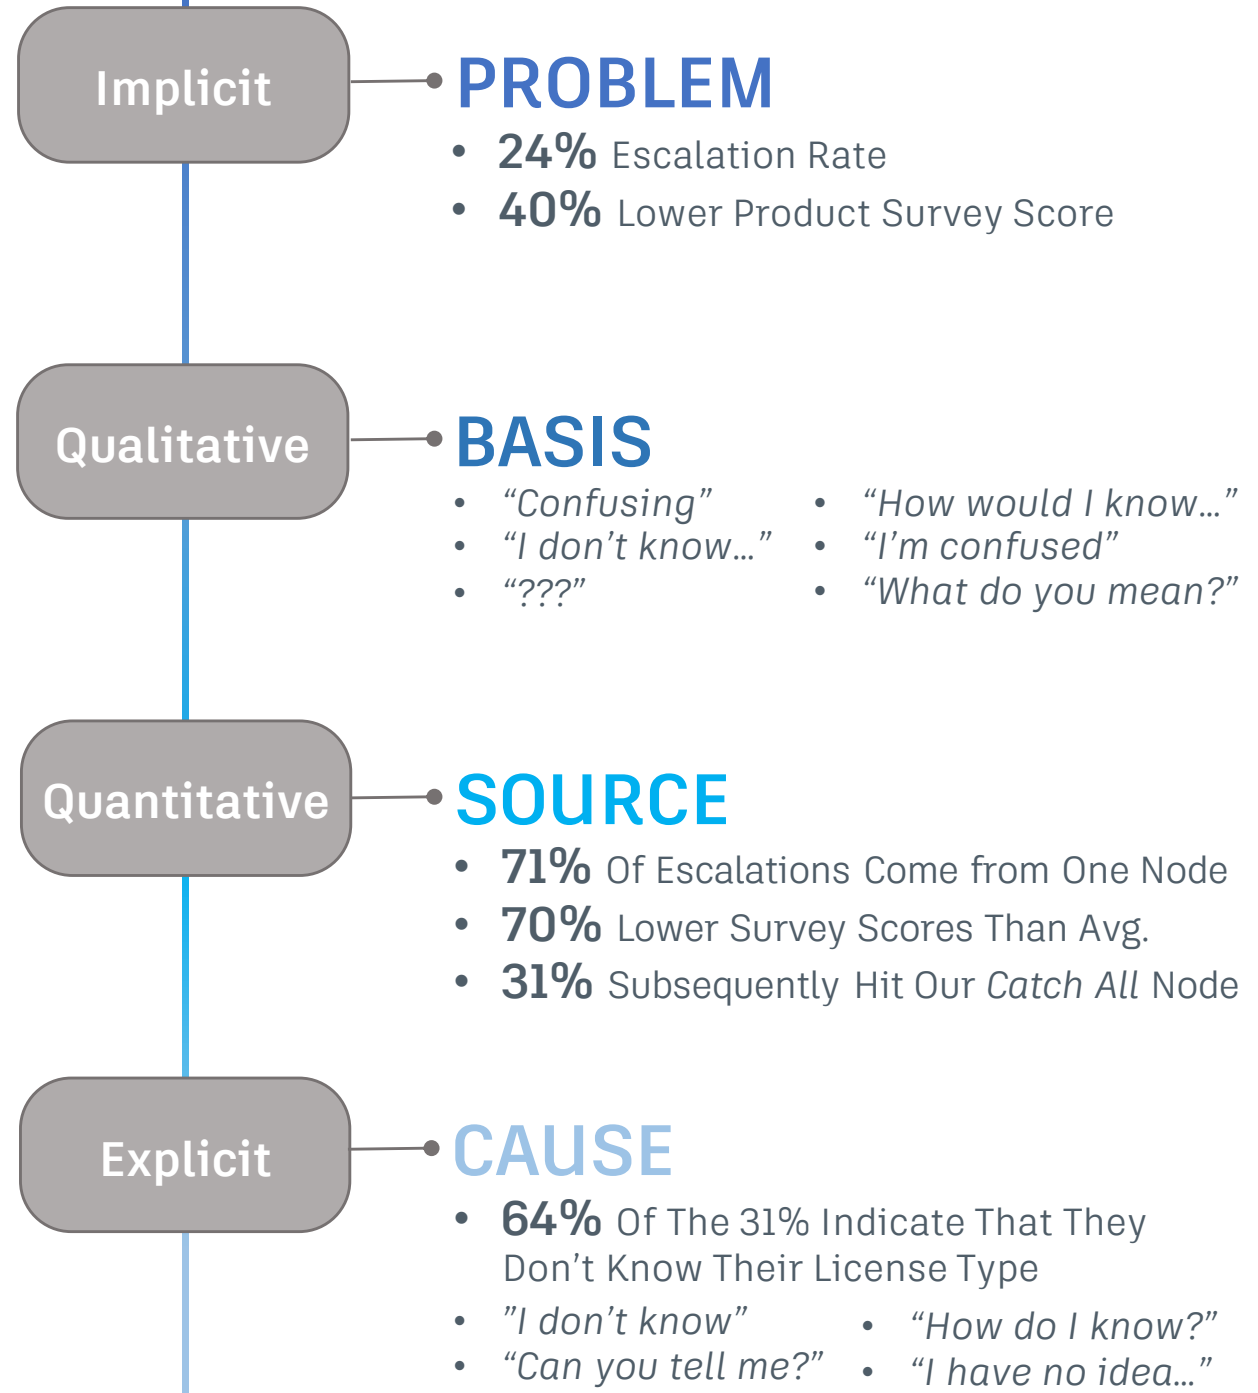 Implicit
PROBLEM
• 24% Escalation Rate
• 40% Lower Product Survey Score
Qualitative
BASIS
• “Confusing”
• “I don’t know…”
• “???”
• “How would I know…”
• “I’m confused”
• “What do you mean?”
Quantitative
SOURCE
• 71% Of Escalations Come from One Node
• 70% Lower Survey Scores Than Avg.
• 31% Subsequently Hit Our Catch All Node
Explicit
CAUSE
• 64% Of The 31% Indicate That They
Don’t Know Their License Type
• ”I don’t know”
• “Can you tell me?”
• “How do I know?”
• “I have no idea…”